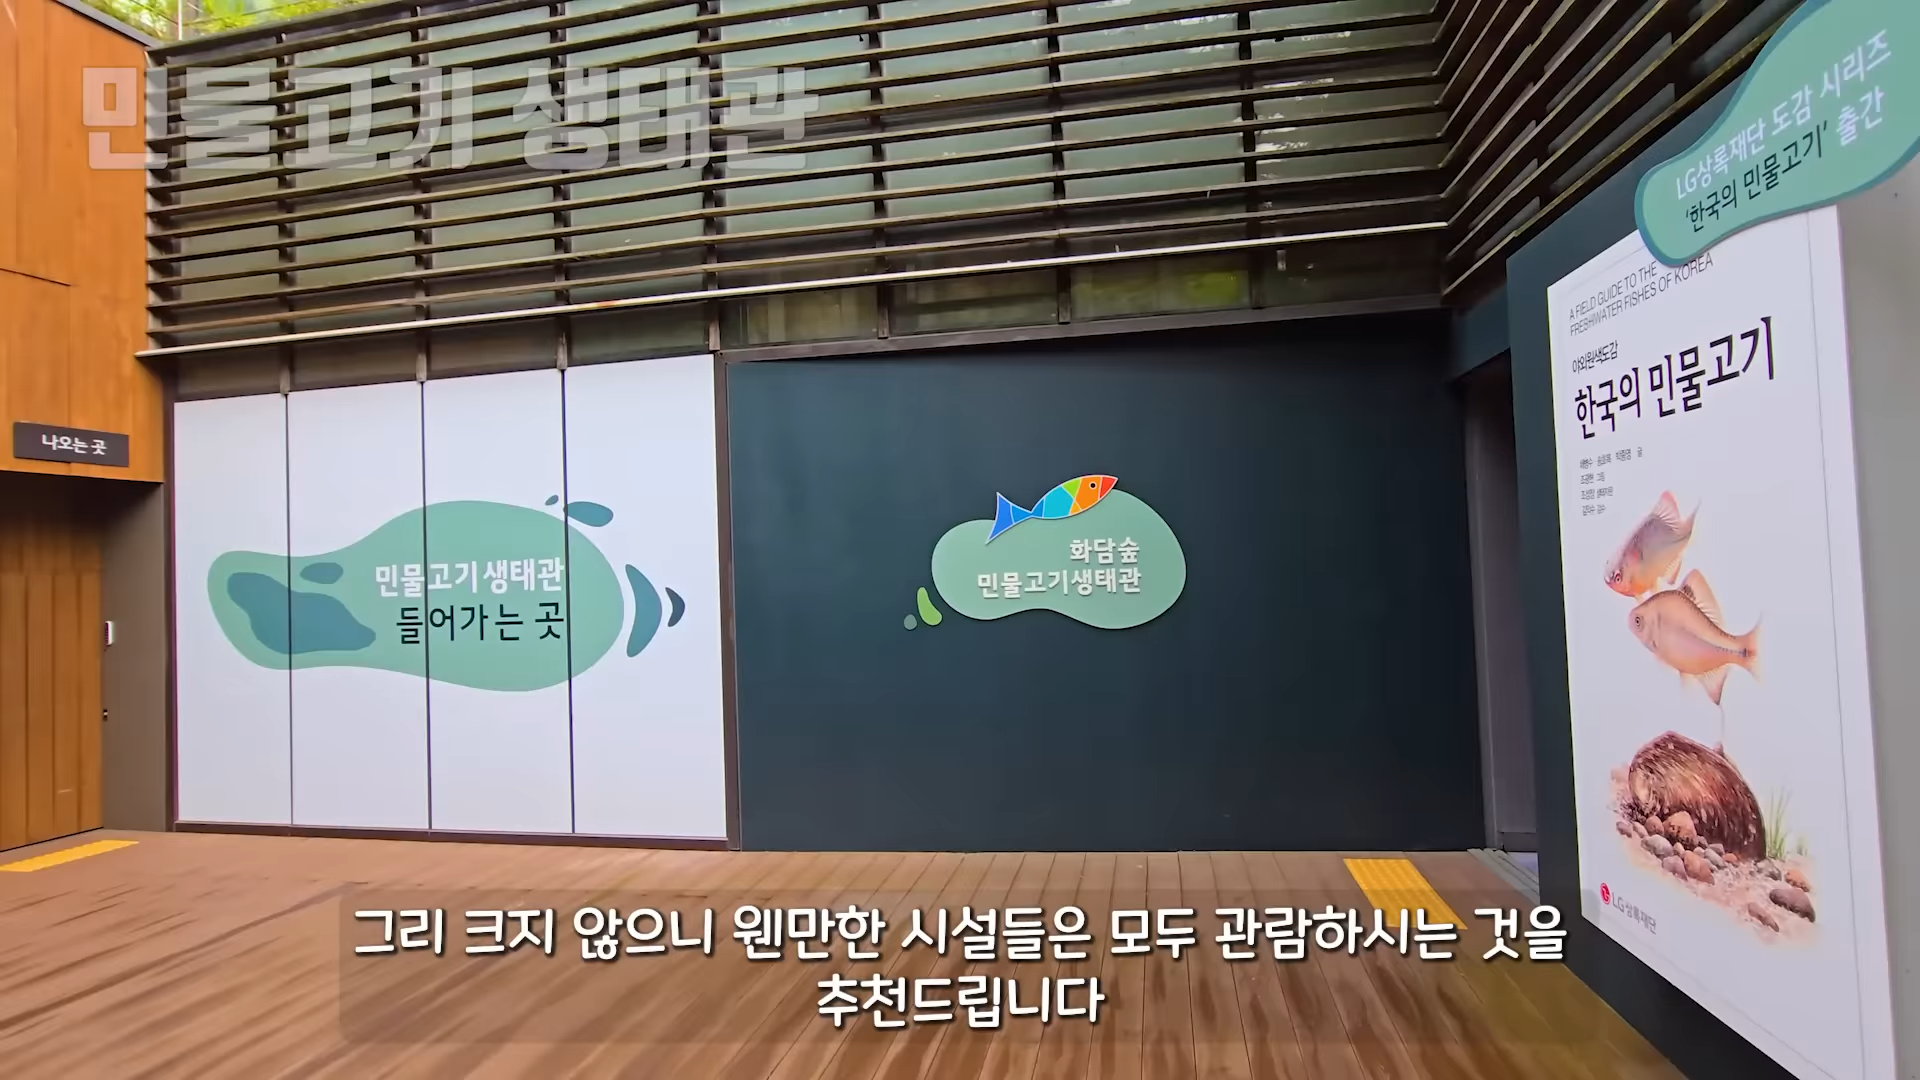 민물고기 생태관
LG상록재단 도감 시리즈
'한국의 민물고기' 출간
A FIELD GUIDE TO THE
FRESHWATER FISHES OF KOREA
야외원색도감
한국의 민물고기
나오는 곳
민물고기생태관
들어가는 곳
화담숲
민물고기생태관
LG상록재단
그리 크지 않으니 웬만한 시설들은 모두 관람하시는 것을
추천드립니다